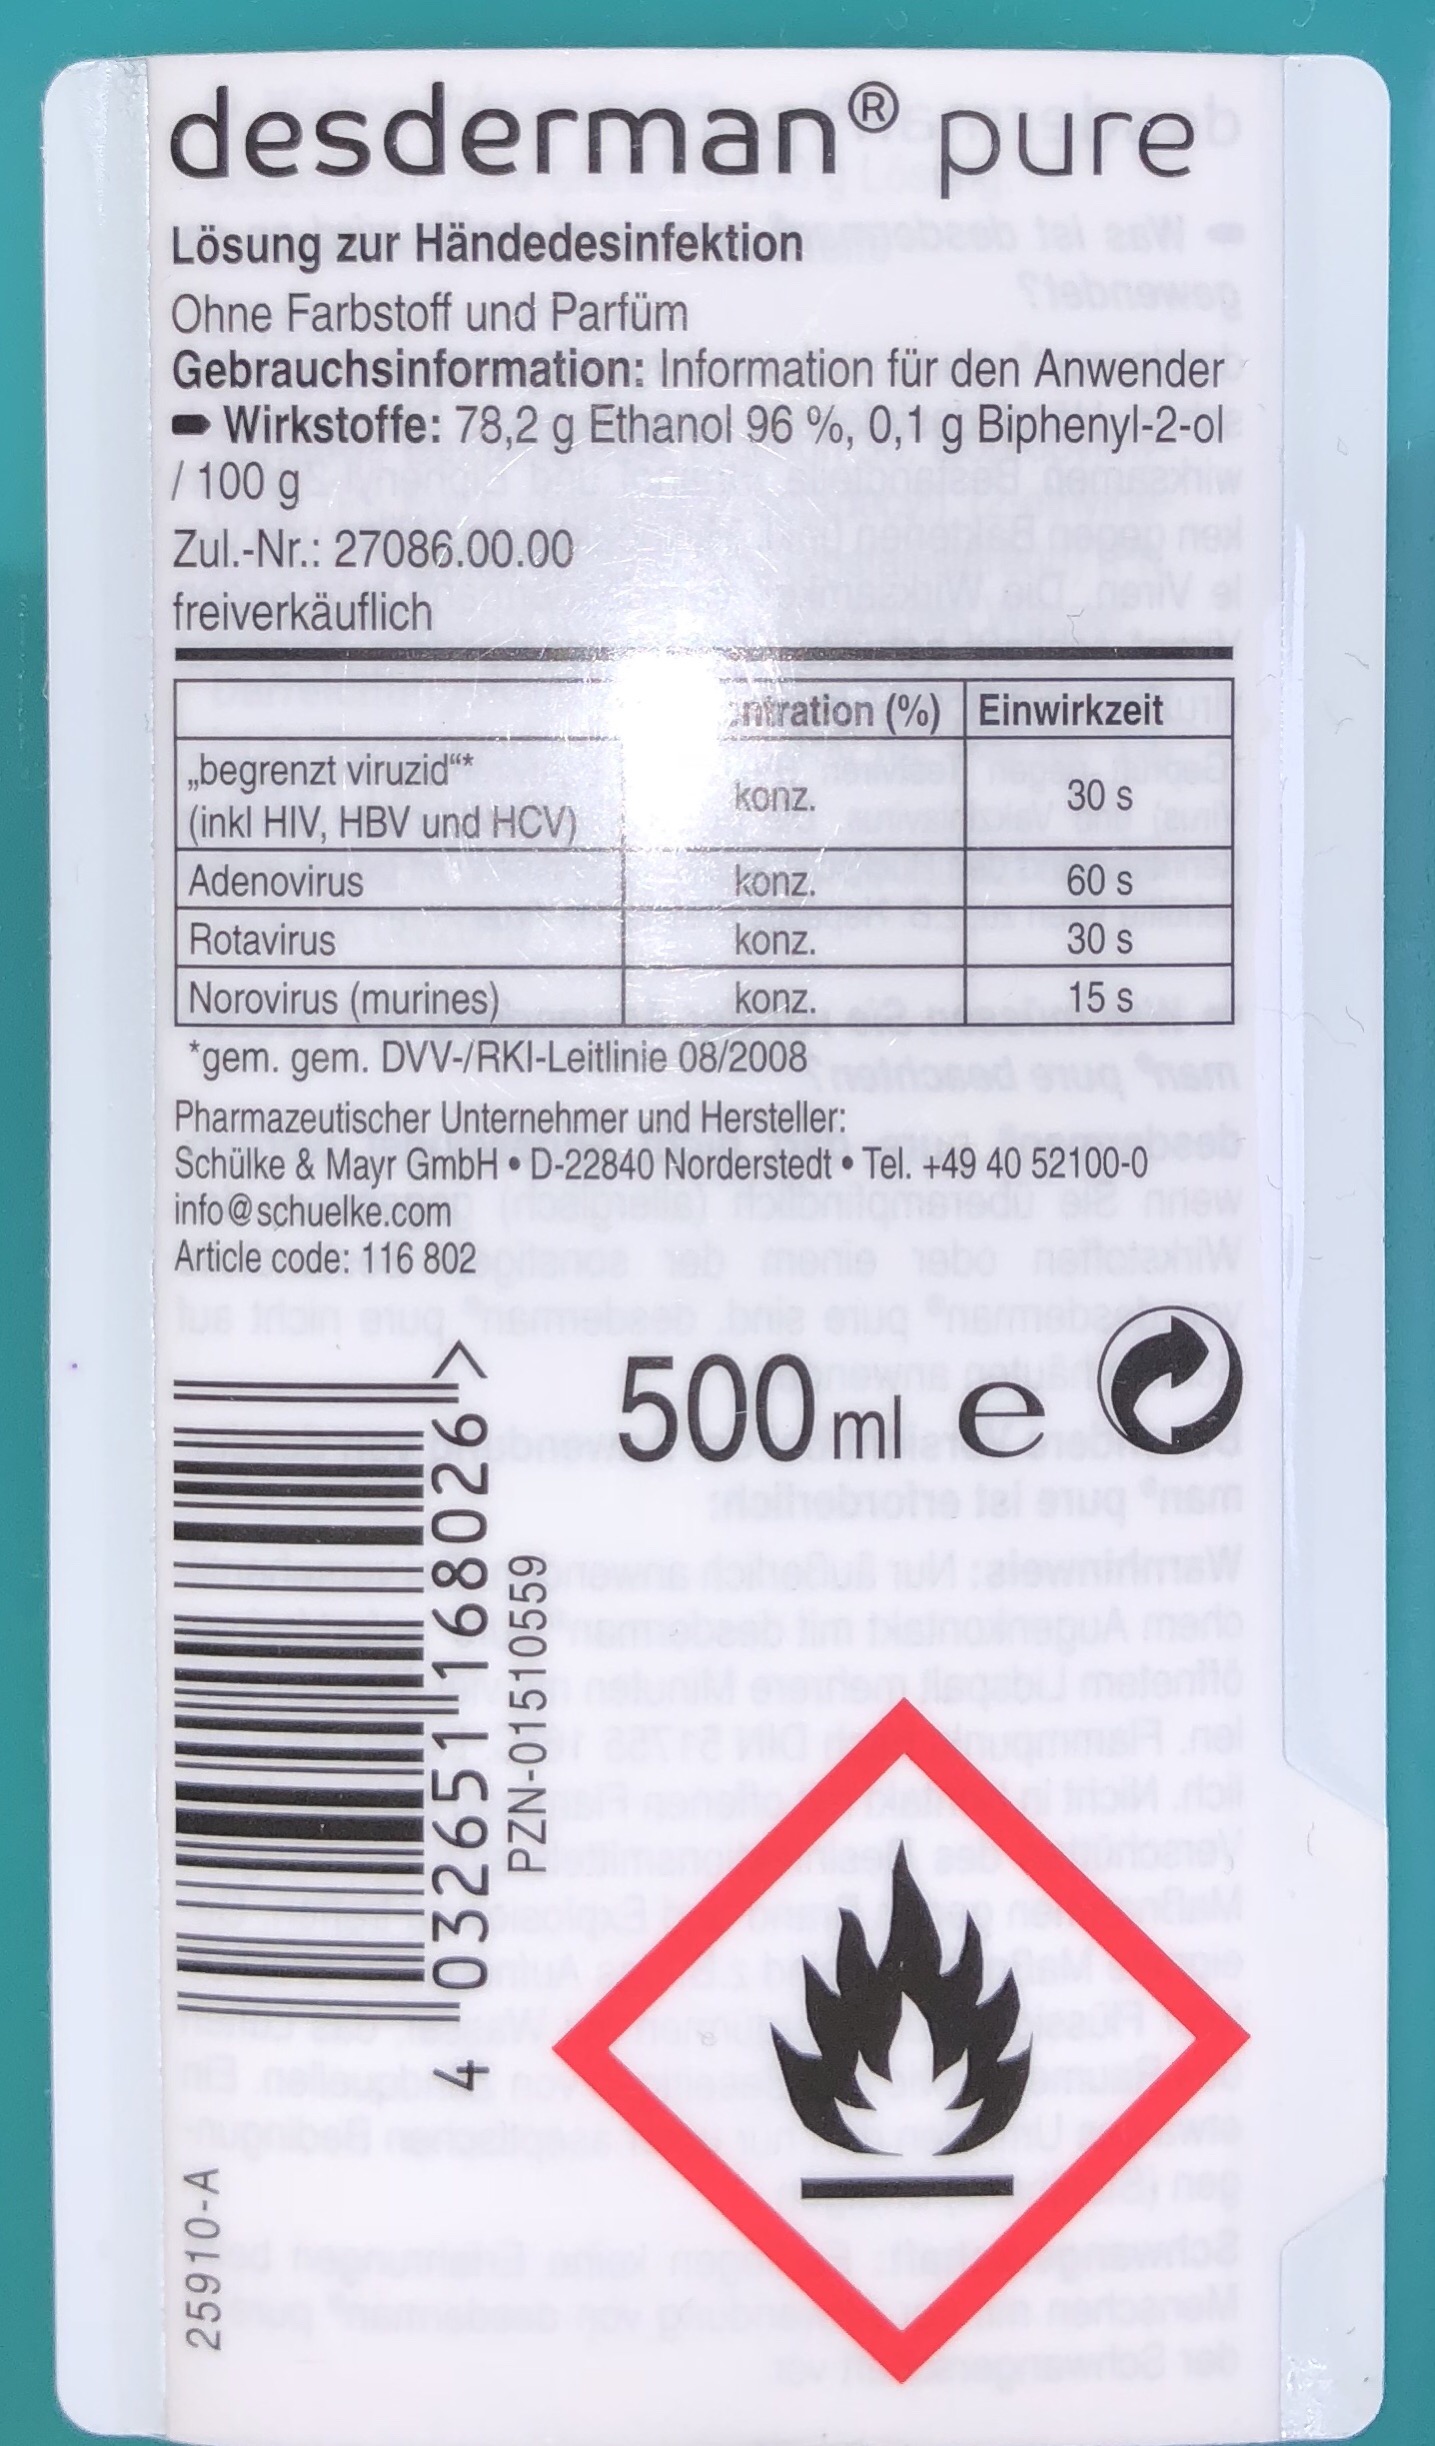 desderman® pure
Lösung zur Händedesinfektion
Ohne Farbstoff und Parfüm
Gebrauchsinformation: Information für den Anwender
Wirkstoffe: 78,2 g Ethanol 96 %, 0,1 g Biphenyl-2-ol
/ 100 g
Zul.-Nr.: 27086.00.00
freiverkäuflich
(%) Einwirkzeit
„begrenzt viruzid“*
(inkl HIV, HBV und HCV) konz. 30 s
Adenovirus konz. 60 s
Rotavirus konz. 30 s
Norovirus (murines) konz. 15 s
*gem. gem. DVV-/RKI-Leitlinie 08/2008
Pharmazeutischer Unternehmer und Hersteller:
Schülke & Mayr GmbH • D-22840 Norderstedt • Tel. +49 40 52100-0
info@schuelke.com
Article code: 116 802
500 ml e
4 032651 168026 >
PZN-01510559
25910-A